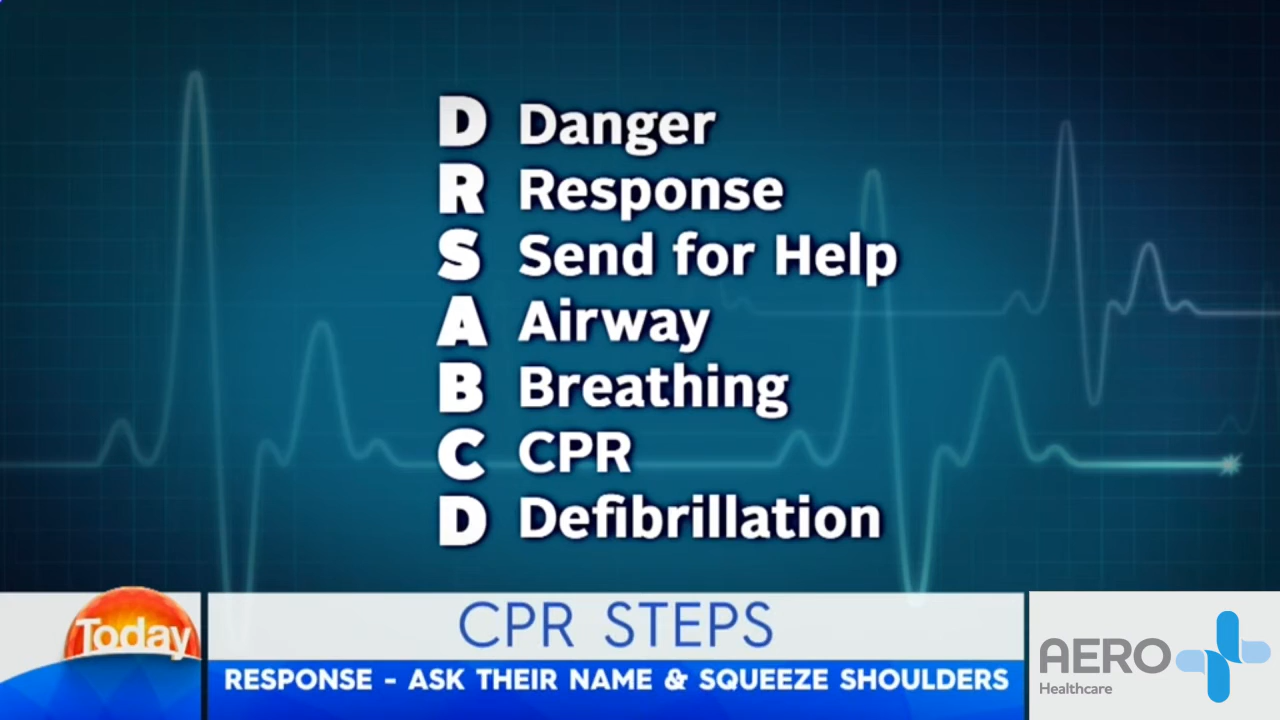 D Danger
R Response
S Send for Help
A Airway
B Breathing
C CPR
D Defibrillation
Today
CPR STEPS
RESPONSE - ASK THEIR NAME & SQUEEZE SHOULDERS
AERO
Healthcare